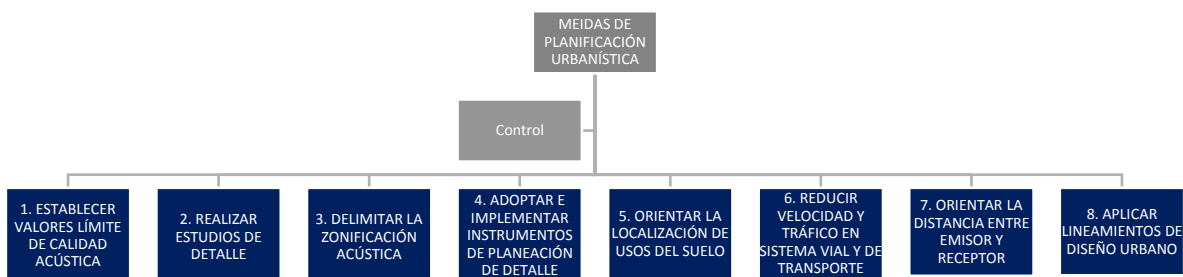 MEIDAS DE
PLANIFICACIÓN
URBANÍSTICA
Control
1. ESTABLECER
VALORES LÍMITE
DE CALIDAD
ACÚSTICA
2. REALIZAR
ESTUDIOS DE
DETALLE
3. DELIMITAR LA
ZONIFICACIÓN
ACÚSTICA
4. ADOPTAR E
IMPLEMENTAR
INSTRUMENTOS
DE PLANEACIÓN
DE DETALLE
5. ORIENTAR LA
LOCALIZACIÓN DE
USOS DEL SUELO
6. REDUCIR
VELOCIDAD Y
TRÁFICO EN
SISTEMA VIAL Y DE
TRANSPORTE
7. ORIENTAR LA
DISTANCIA ENTRE
EMISOR Y
RECEPTOR
8. APLICAR
LINEAMIENTOS DE
DISEÑO URBANO